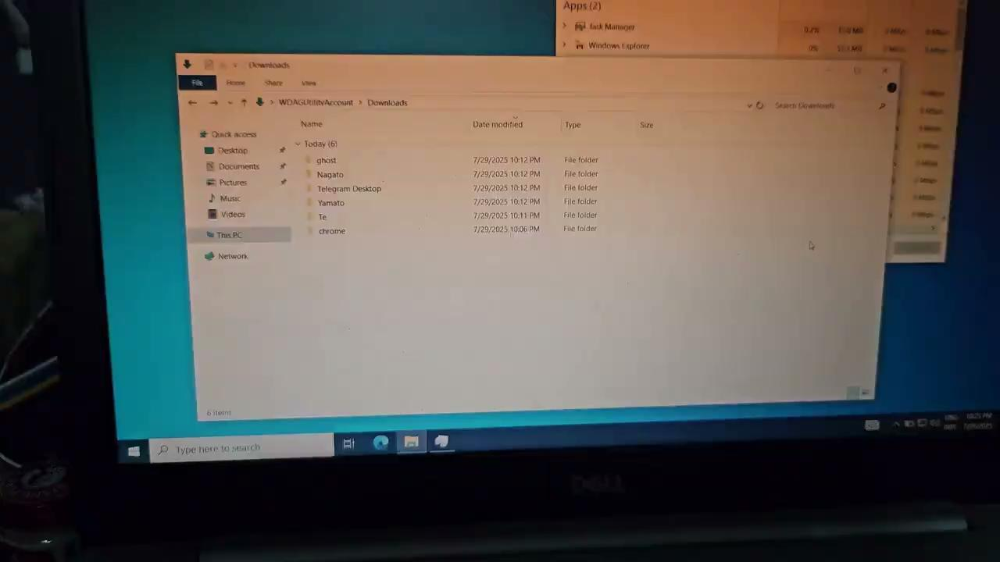 Apps (2)
Task Manager
0.2%
Windows Explorer
0%
Downloads
File Home Share View
WDAGUtilityAccount > Downloads
Search Downloads
Name Date modified Type Size
Quick access
Desktop
Documents
Pictures
Music
Videos
This PC
Network
Today (6)
ghost 7/29/2025 10:12 PM File folder
Nagato 7/29/2025 10:12 PM File folder
Telegram Desktop 7/29/2025 10:12 PM File folder
Yamato 7/29/2025 10:12 PM File folder
Te 7/29/2025 10:11 PM File folder
chrome 7/29/2025 10:06 PM File folder
6 items
Type here to search
DELL